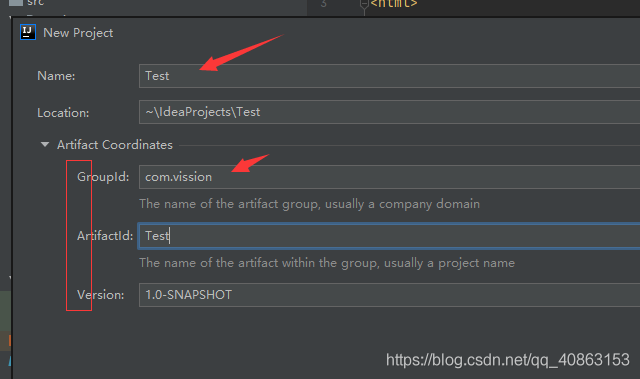 src
3 <html>
New Project
Name: Test
Location: ~\IdeaProjects\Test
Artifact Coordinates
GroupId: com.vission
The name of the artifact group, usually a company domain
ArtifactId: Test
The name of the artifact within the group, usually a project name
Version: 1.0-SNAPSHOT
https://blog.csdn.net/qq_40863153